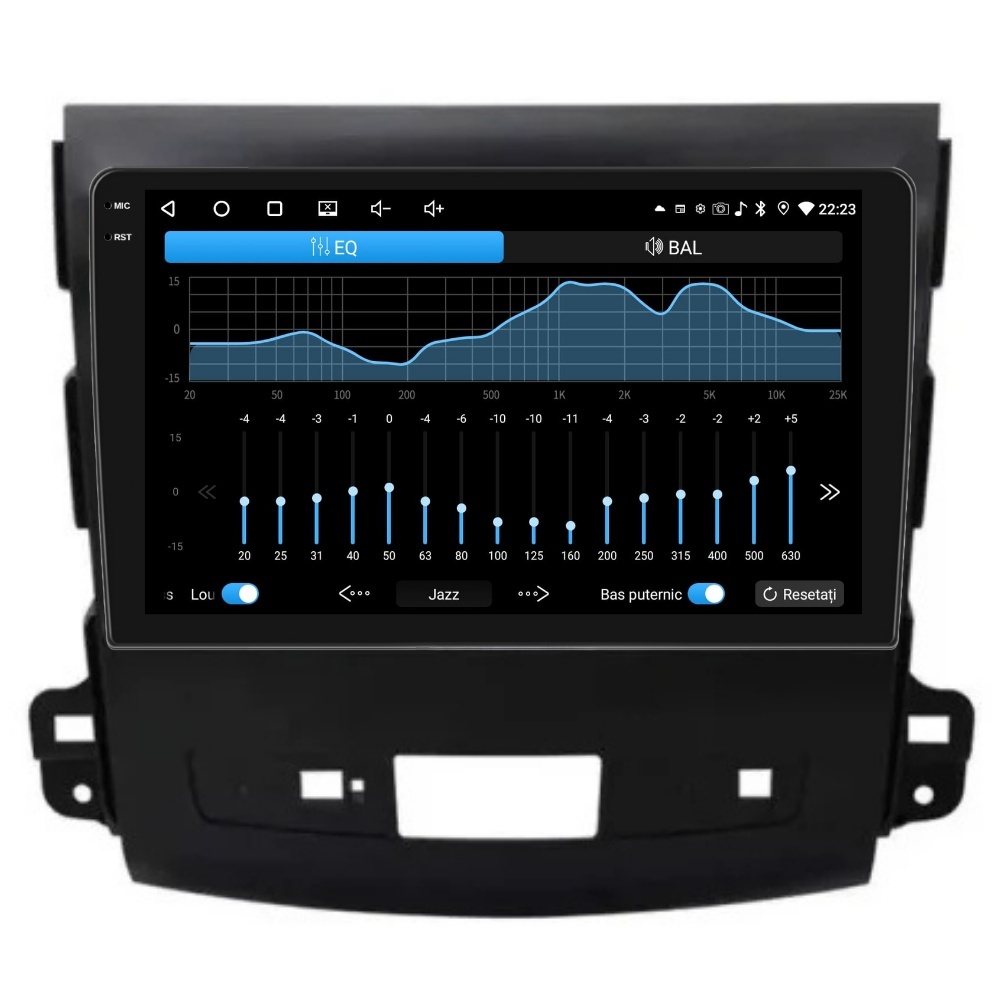 MIC
RST
22:23
EQ
BAL
15
0
-15
20 50 100 200 500 1K 2K 5K 10K 25K
-4 -4 -3 -1 0 -4 -6 -10 -10 -11 -4 -3 -2 -2 +2 +5
15
0
-15
20 25 31 40 50 63 80 100 125 160 200 250 315 400 500 630
s Lou Jazz Bas puternic Resetați